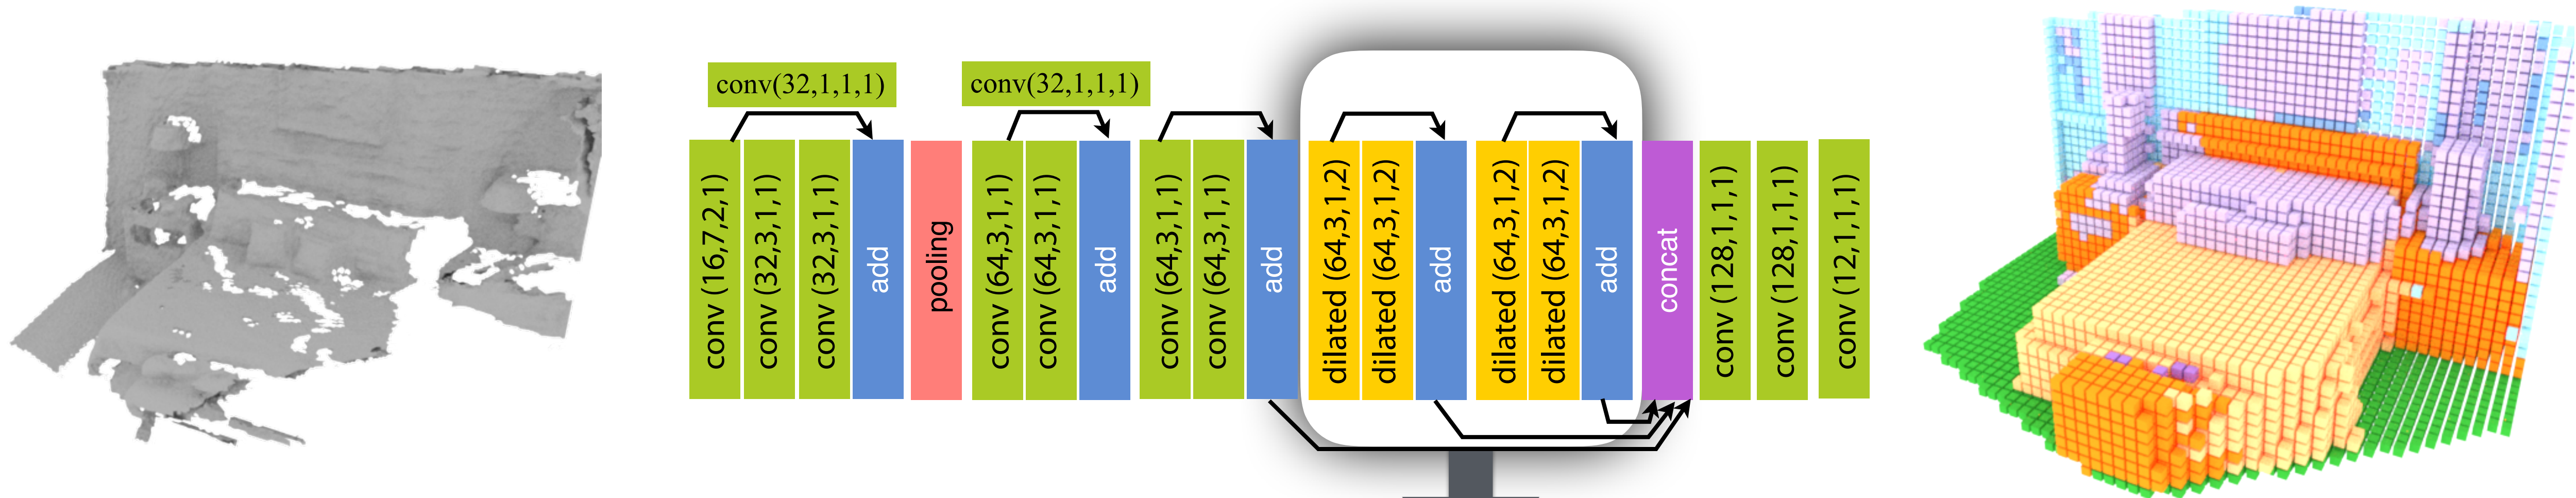 conv(32,1,1,1)
conv(32,1,1,1)
conv (16,7,2,1)
conv (32,3,1,1)
conv (32,3,1,1)
add
pooling
conv (64,3,1,1)
conv (64,3,1,1)
add
conv (64,3,1,1)
conv (64,3,1,1)
add
dilated (64,3,1,2)
dilated (64,3,1,2)
add
dilated (64,3,1,2)
dilated (64,3,1,2)
add
concat
conv (128,1,1,1)
conv (128,1,1,1)
conv (12,1,1,1)